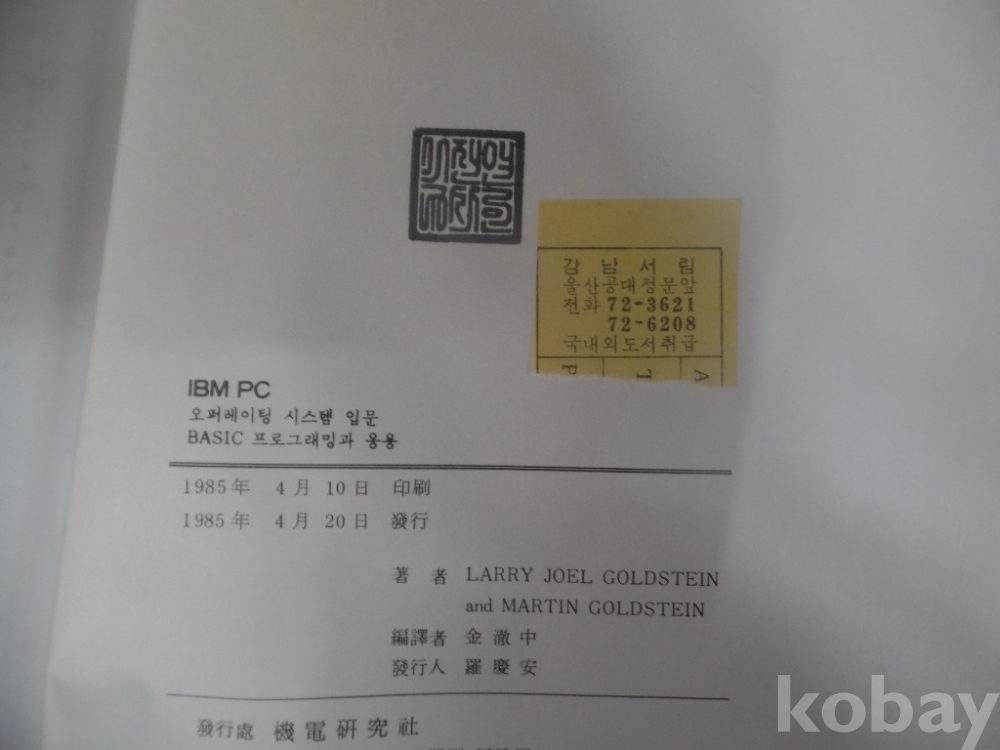 강남서림
울산공대정문앞
전화 72-3621
72-6208
국내외도서취급
P T A
IBM PC
오퍼레이팅 시스템 입문
BASIC 프로그래밍과 응용
1985年 4月 10日 印刷
1985年 4月 20日 發行
著者 LARRY JOEL GOLDSTEIN
and MARTIN GOLDSTEIN
編譯者 金澈中
發行人 羅慶安
發行處 機電硏究社
kobay